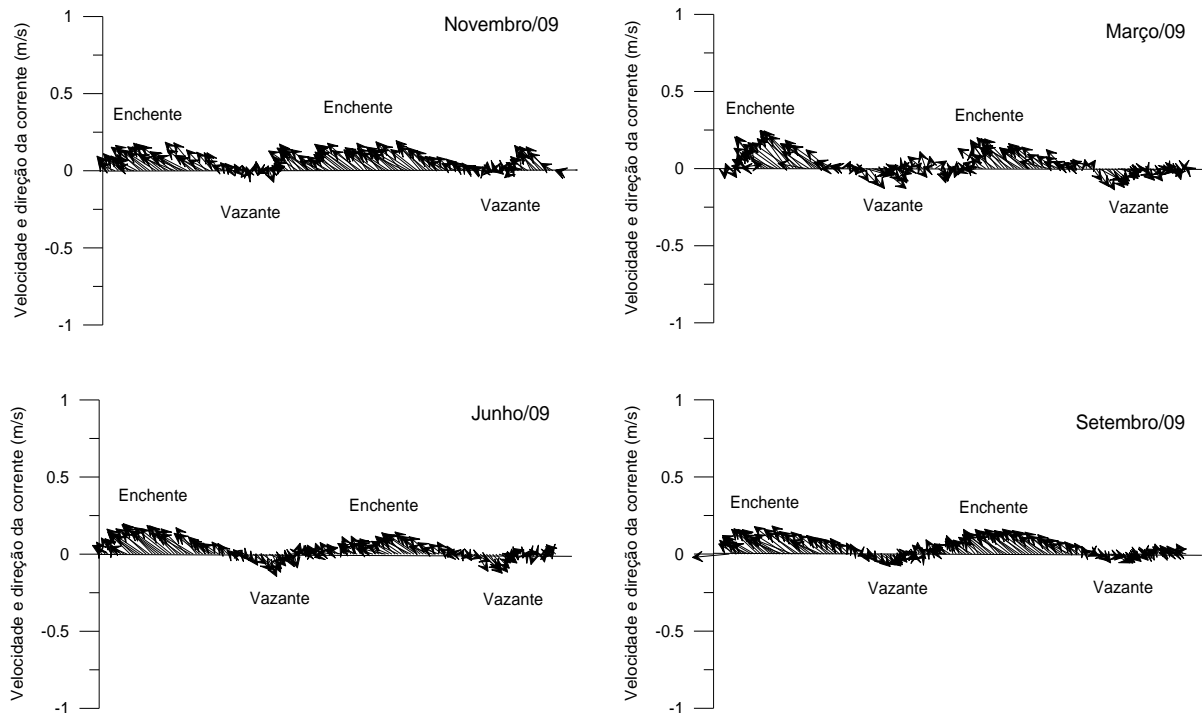 Velocidade e direção da corrente (m/s)
1
0.5
0
-0.5
-1
Novembro/09
Enchente
Enchente
Vazante
Vazante
Velocidade e direção da corrente (m/s)
1
0.5
0
-0.5
-1
Março/09
Enchente
Enchente
Vazante
Vazante
Velocidade e direção da corrente (m/s)
1
0.5
0
-0.5
-1
Junho/09
Enchente
Enchente
Vazante
Vazante
Velocidade e direção da corrente (m/s)
1
0.5
0
-0.5
-1
Setembro/09
Enchente
Enchente
Vazante
Vazante